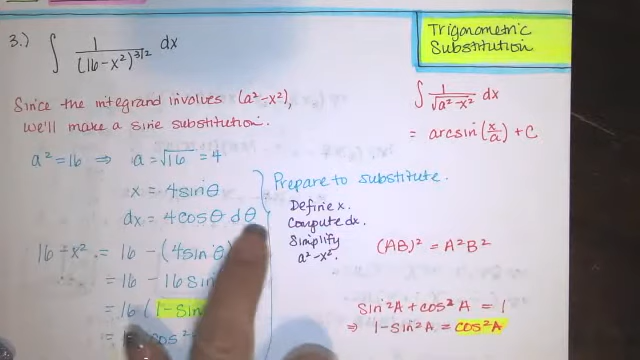 3.) ∫ 1/(16-x²)^3/2 dx
Trigonometric
Substitution
Since the integrand involves (a²-x²),
we'll make a sine substitution.
∫ 1/√(a²-x²) dx
= arcsin(x/a) + C
a² = 16 ⇒ a = √16 = 4
x = 4sinθ
dx = 4cosθ dθ
Prepare to substitute.
Define x.
Compute dx.
Simplify
a²-x².
16-x² = 16 - (4sinθ)
= 16 - 16sin
= 16 (1-sin
cos²
(AB)² = A²B²
sin²A + cos²A = 1
⇒ 1-sin²A = cos²A